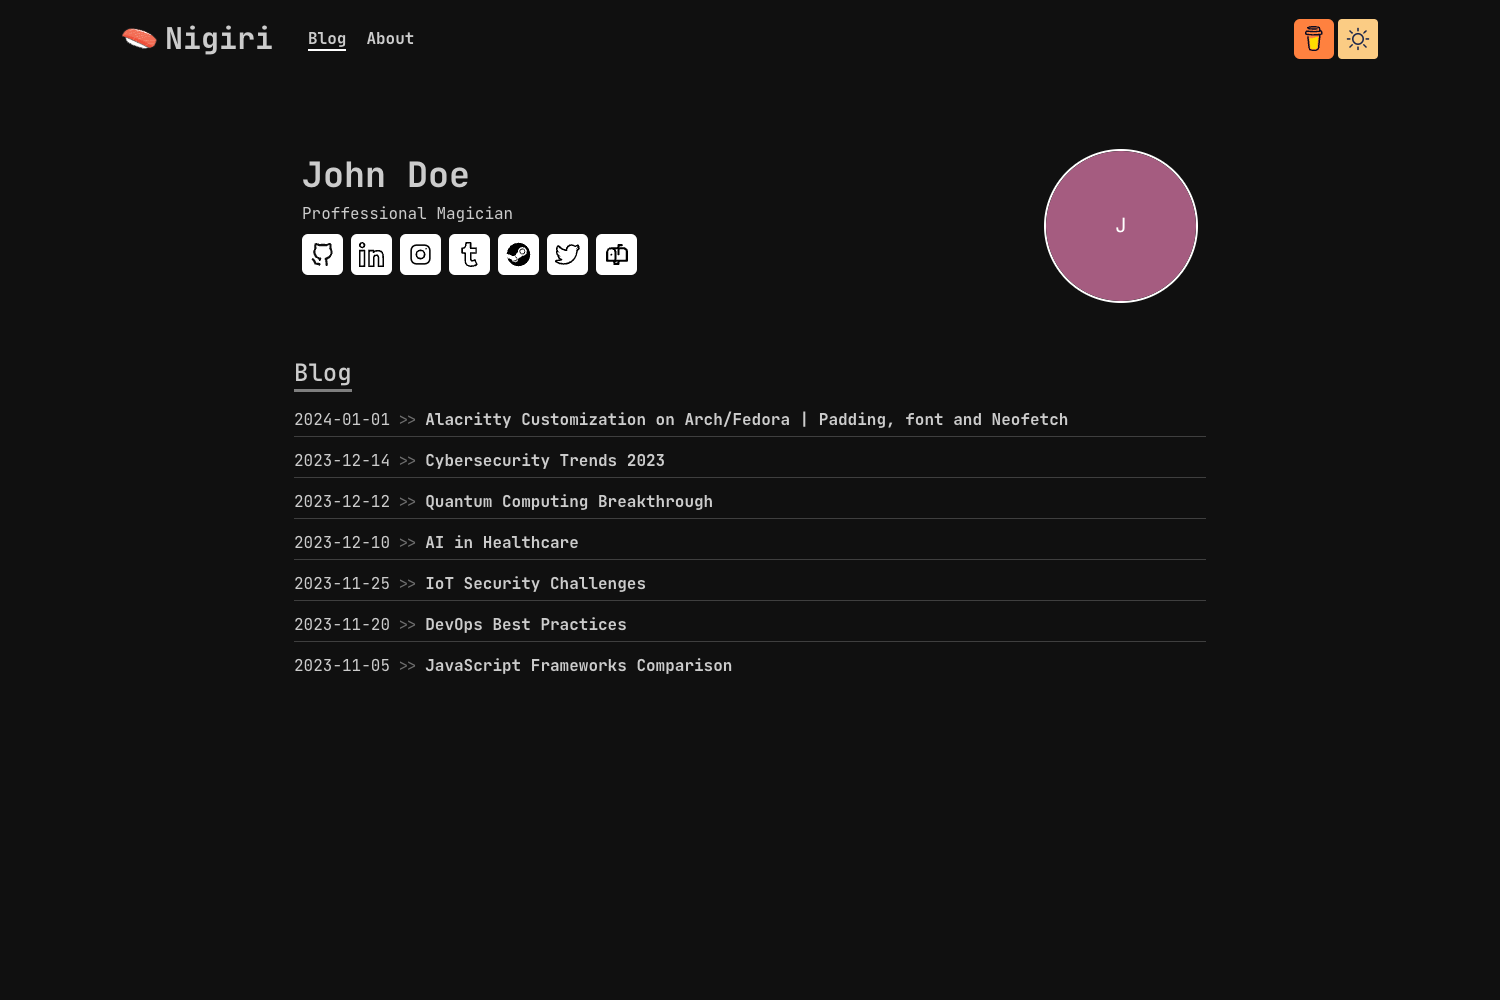 Nigiri
Blog About
John Doe
Proffessional Magician
J
Blog
2024-01-01 >> Alacritty Customization on Arch/Fedora | Padding, font and Neofetch
2023-12-14 >> Cybersecurity Trends 2023
2023-12-12 >> Quantum Computing Breakthrough
2023-12-10 >> AI in Healthcare
2023-11-25 >> IoT Security Challenges
2023-11-20 >> DevOps Best Practices
2023-11-05 >> JavaScript Frameworks Comparison